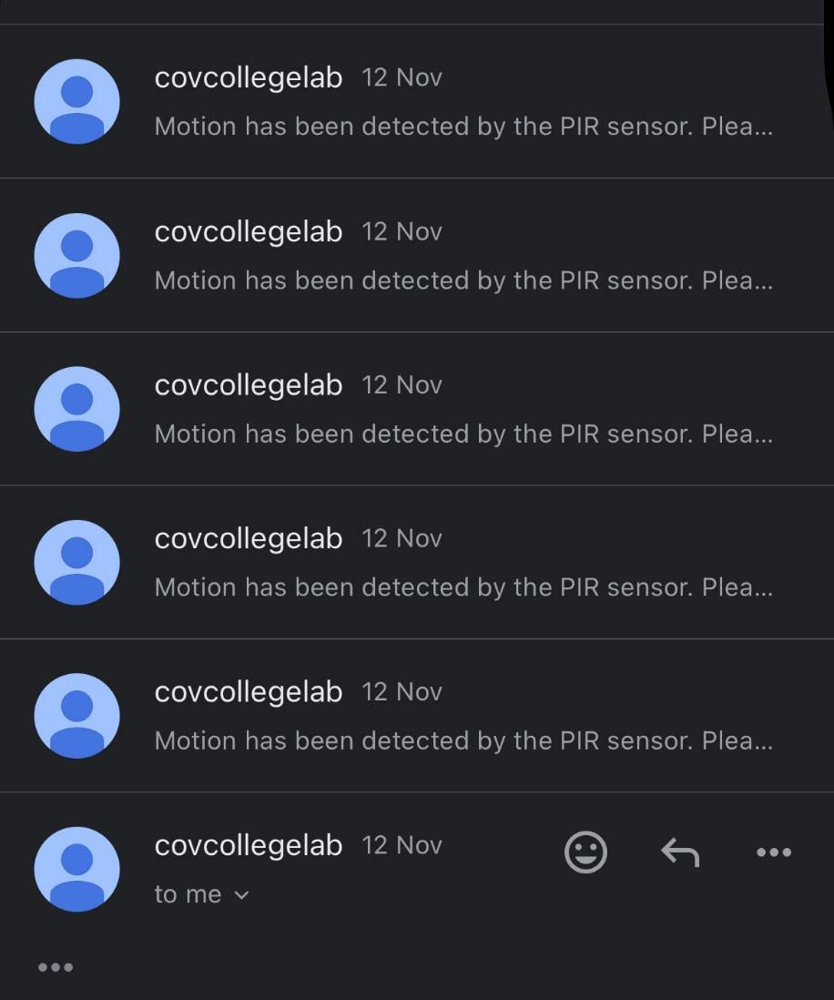 covcollegelab 12 Nov
Motion has been detected by the PIR sensor. Plea...
covcollegelab 12 Nov
Motion has been detected by the PIR sensor. Plea...
covcollegelab 12 Nov
Motion has been detected by the PIR sensor. Plea...
covcollegelab 12 Nov
Motion has been detected by the PIR sensor. Plea...
covcollegelab 12 Nov
Motion has been detected by the PIR sensor. Plea...
covcollegelab 12 Nov
to me